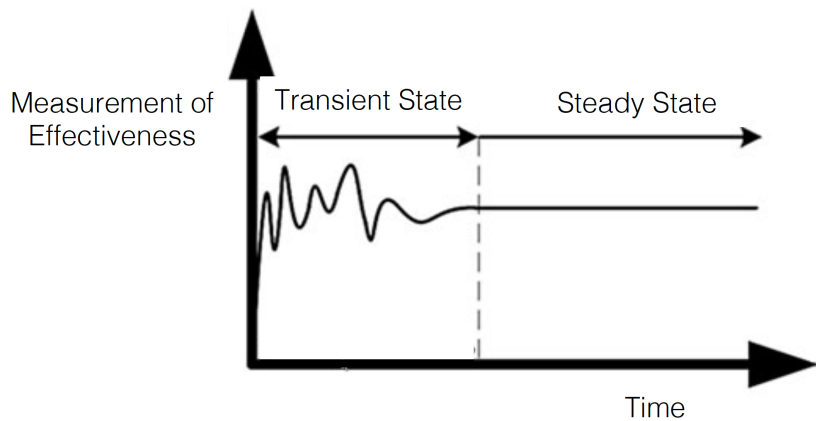 Measurement of
Effectiveness
Transient State
Steady State
Time